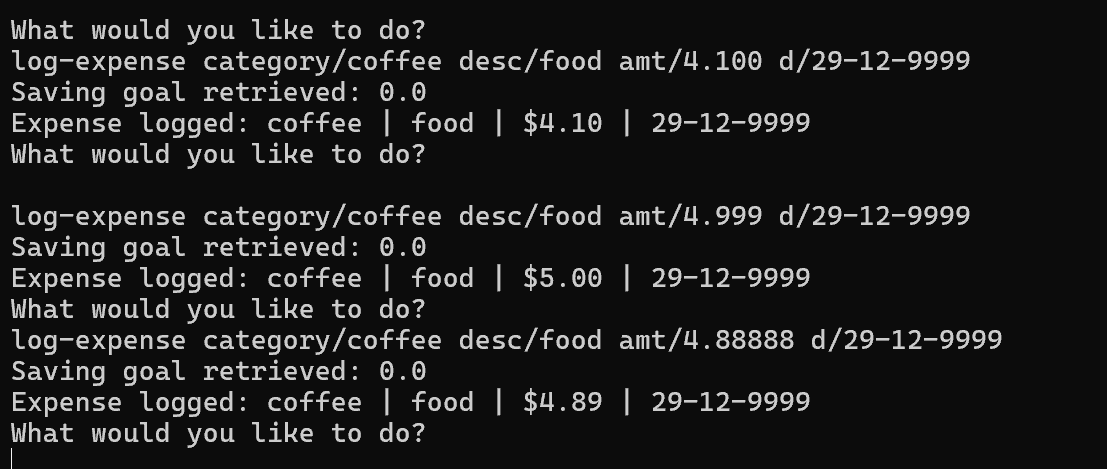 What would you like to do?
log-expense category/coffee desc/food amt/4.100 d/29-12-9999
Saving goal retrieved: 0.0
Expense logged: coffee | food | $4.10 | 29-12-9999
What would you like to do?
log-expense category/coffee desc/food amt/4.999 d/29-12-9999
Saving goal retrieved: 0.0
Expense logged: coffee | food | $5.00 | 29-12-9999
What would you like to do?
log-expense category/coffee desc/food amt/4.88888 d/29-12-9999
Saving goal retrieved: 0.0
Expense logged: coffee | food | $4.89 | 29-12-9999
What would you like to do?